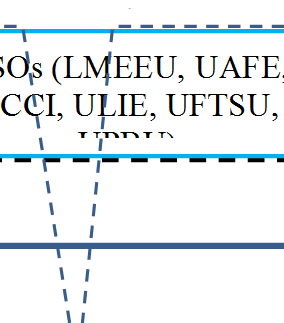 SOs (LMEEU, UAFE,
CCI, ULIE, UFTSU,